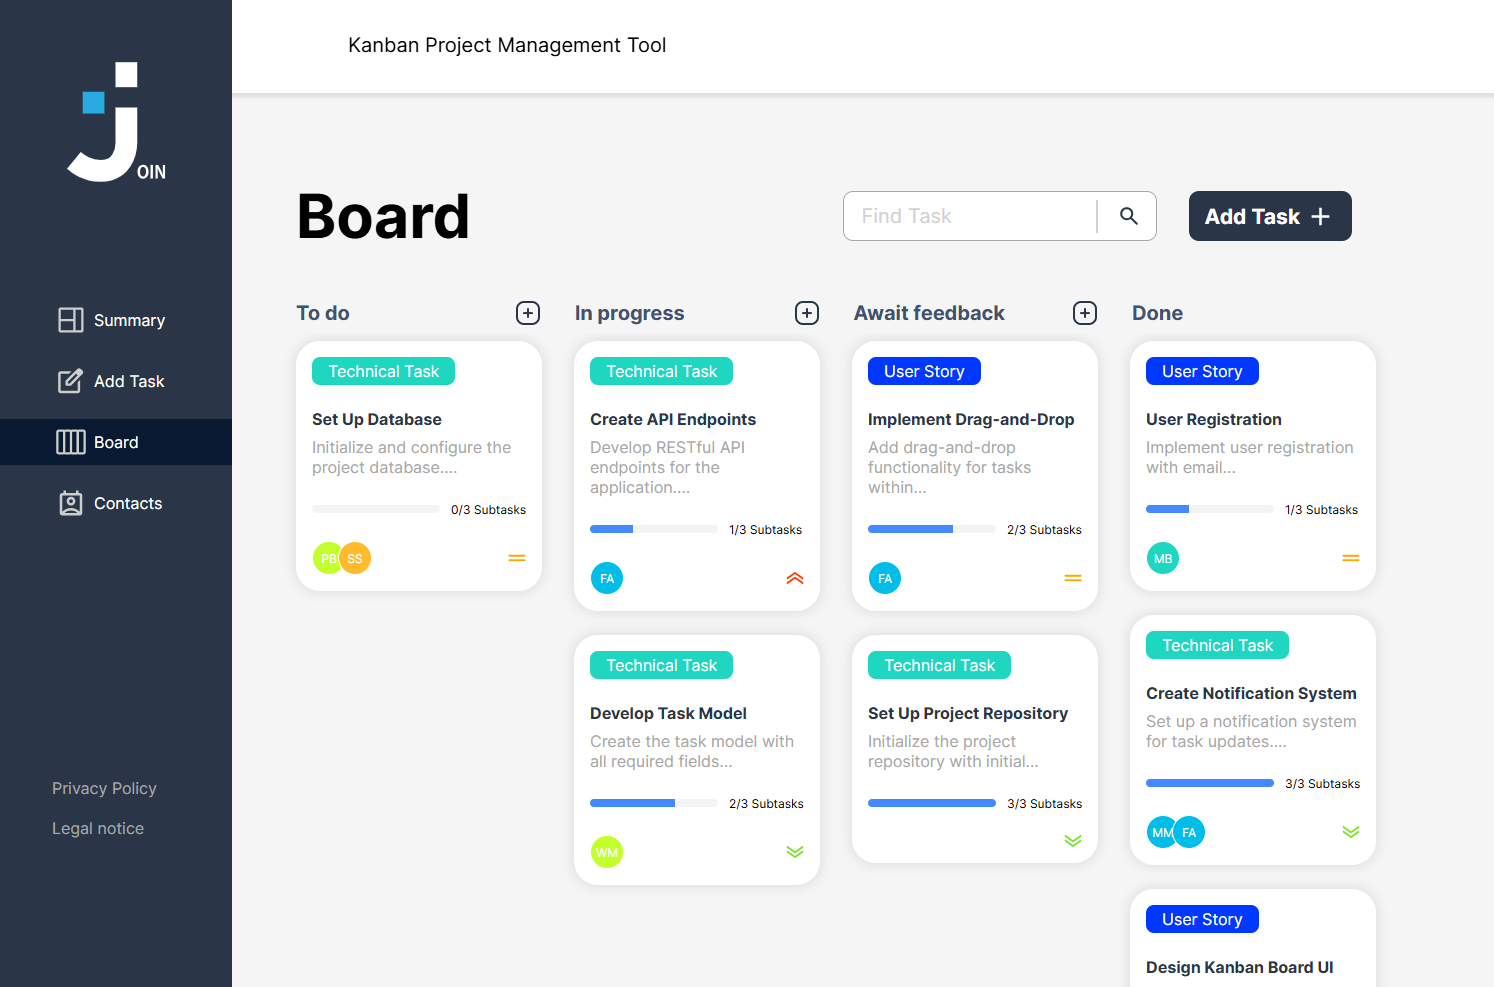 OIN
Summary
Add Task
Board
Contacts
Privacy Policy
Legal notice
Kanban Project Management Tool
Board
Find Task
Add Task
To do
Technical Task
Set Up Database
Initialize and configure the
project database....
0/3 Subtasks
PB SS
In progress
Technical Task
Create API Endpoints
Develop RESTful API
endpoints for the
application....
1/3 Subtasks
FA
Technical Task
Develop Task Model
Create the task model with
all required fields...
2/3 Subtasks
WM
Await feedback
User Story
Implement Drag-and-Drop
Add drag-and-drop
functionality for tasks
within...
2/3 Subtasks
FA
Technical Task
Set Up Project Repository
Initialize the project
repository with initial...
3/3 Subtasks
Done
User Story
User Registration
Implement user registration
with email...
1/3 Subtasks
MB
Technical Task
Create Notification System
Set up a notification system
for task updates....
3/3 Subtasks
MM FA
User Story
Design Kanban Board UI